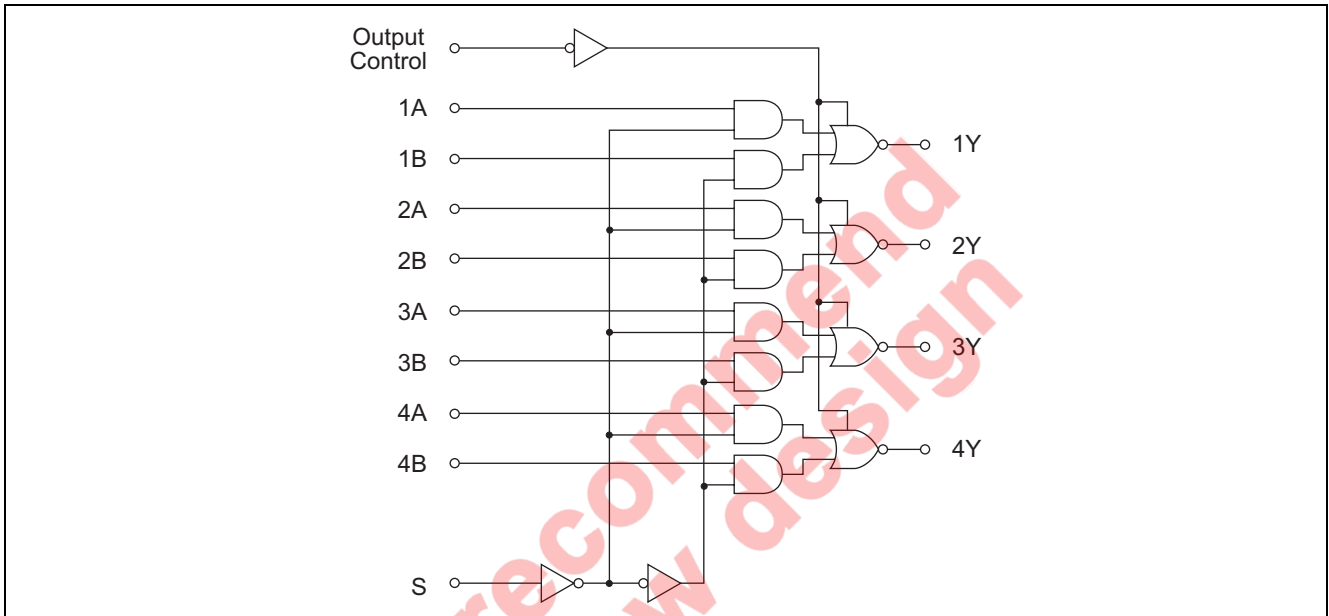 Output
Control
1A
1B
2A
2B
3A
3B
4A
4B
S
1Y
2Y
3Y
4Y
recommend
design